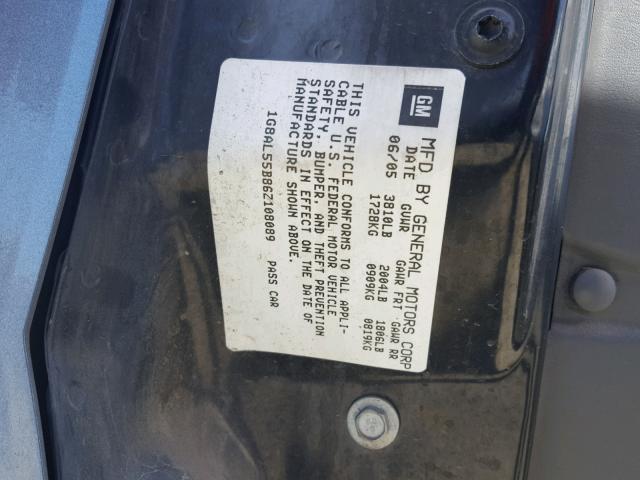 GM MFD BY GENERAL MOTORS CORP
DATE GVWR GAWR FRT GAWR RR
06/05 3810LB 2004LB 1806LB
1728KG 0909KG 0819KG
THIS VEHICLE CONFORMS TO ALL APPLI-
CABLE U.S. FEDERAL MOTOR VEHICLE
SAFETY, BUMPER, AND THEFT PREVENTION
STANDARDS IN EFFECT ON THE DATE OF
MANUFACTURE SHOWN ABOVE.
1G8AL55B86Z108089 PASS CAR